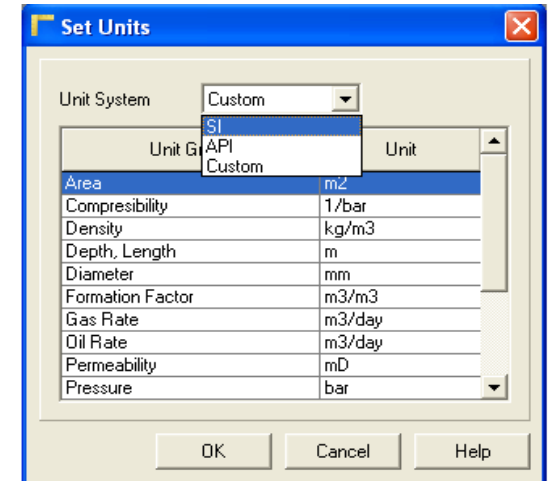 Set Units
Unit System Custom
SI
API
Custom
Unit Unit
Area m2
Compresibility 1/bar
Density kg/m3
Depth, Length m
Diameter mm
Formation Factor m3/m3
Gas Rate m3/day
Oil Rate m3/day
Permeability mD
Pressure bar
OK Cancel Help